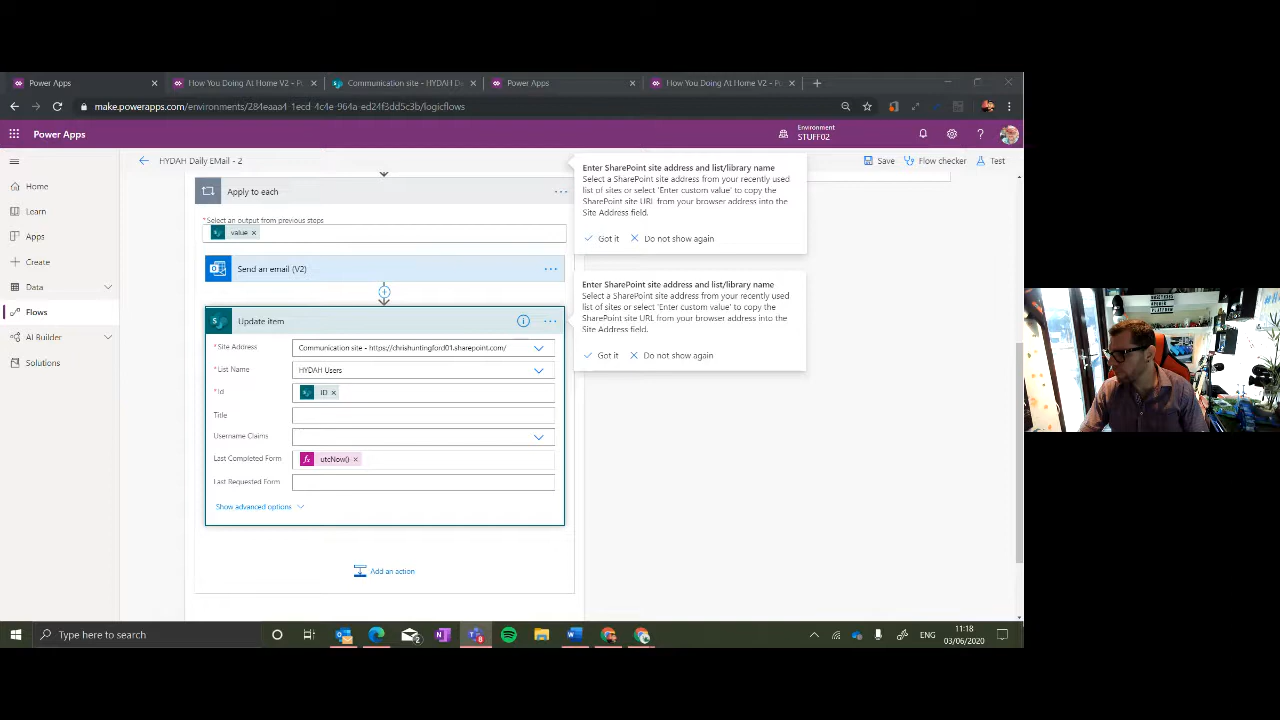 Power Apps
How You Doing At Home V2 - P
Communication site - HYDAH D
Power Apps
How You Doing At Home V2 - P
make.powerapps.com/environments/284eaaa4-1ecd-4c4e-964a-ed24f3dd5c3b/logicflows
Power Apps
Environment
STUFF02
HYDAH Daily EMail - 2
Save
Flow checker
Test
Home
Learn
Apps
Create
Data
Flows
AI Builder
Solutions
Apply to each
* Select an output from previous steps
value
Send an email (V2)
Update item
* Site Address
Communication site - https://chrishuntingford01.sharepoint.com/
* List Name
HYDAH Users
* Id
ID
Title
Username Claims
Last Completed Form
fx utcNow()
Last Requested Form
Show advanced options
Add an action
Enter SharePoint site address and list/library name
Select a SharePoint site address from your recently used
list of sites or select 'Enter custom value' to copy the
SharePoint site URL from your browser address into the
Site Address field.
Got it
Do not show again
Enter SharePoint site address and list/library name
Select a SharePoint site address from your recently used
list of sites or select 'Enter custom value' to copy the
SharePoint site URL from your browser address into the
Site Address field.
Got it
Do not show again
Type here to search
ENG
11:18
03/06/2020